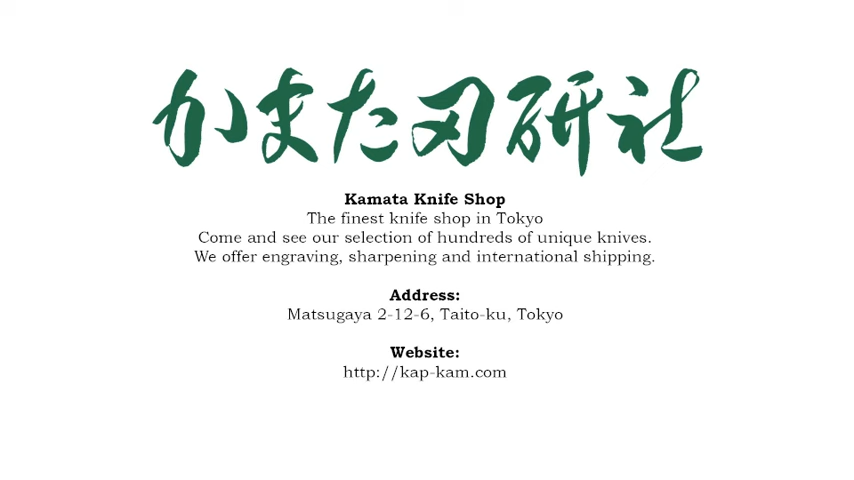 かまた刃研社
Kamata Knife Shop
The finest knife shop in Tokyo
Come and see our selection of hundreds of unique knives.
We offer engraving, sharpening and international shipping.
Address:
Matsugaya 2-12-6, Taito-ku, Tokyo
Website:
http://kap-kam.com